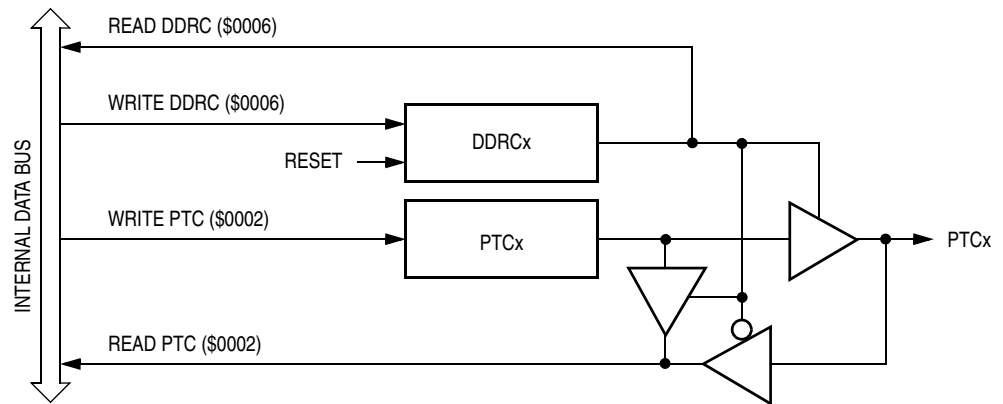 READ DDRC ($0006)
WRITE DDRC ($0006)
DDRCx
RESET
WRITE PTC ($0002)
PTCx
PTCx
READ PTC ($0002)
INTERNAL DATA BUS